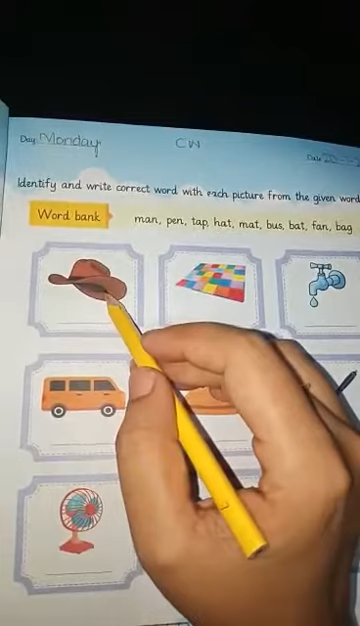 Day: Monday
CW
Date
Identify and write correct word with each picture from the given word
Word bank
man, pen, tap, hat, mat, bus, bat, fan, bag